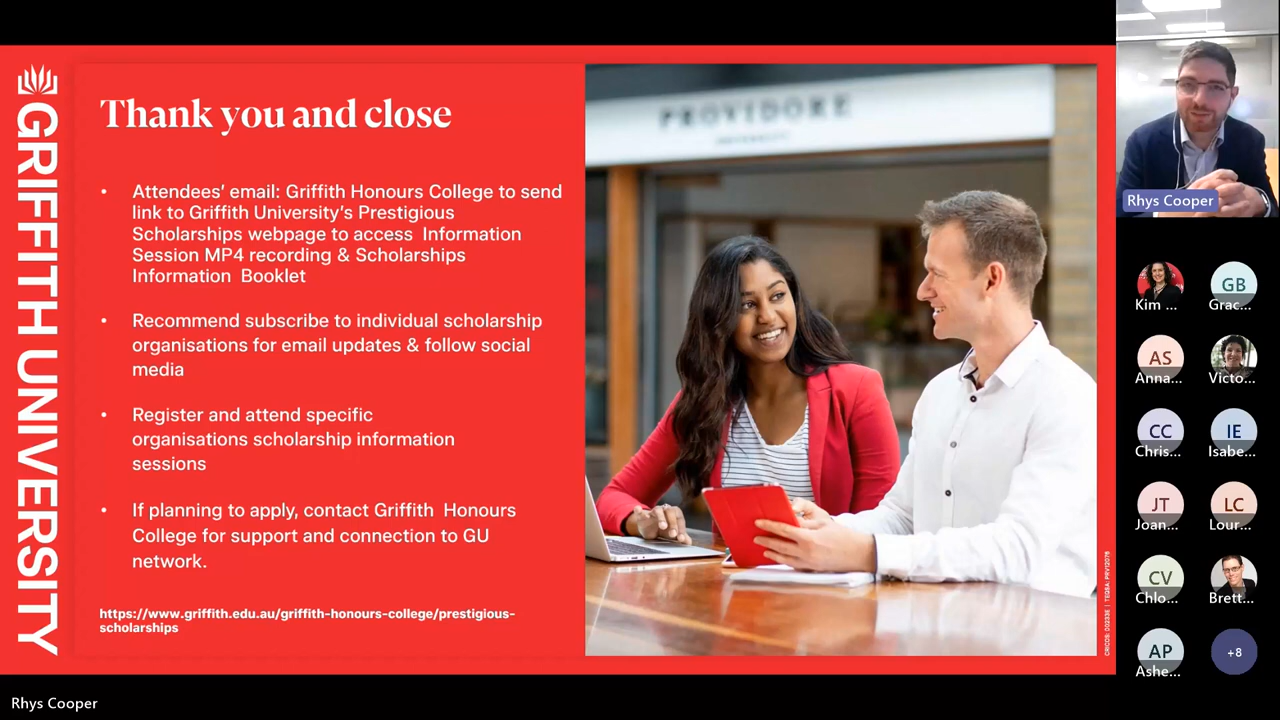 GRIFFITH UNIVERSITY
Thank you and close
• Attendees’ email: Griffith Honours College to send
link to Griffith University’s Prestigious
Scholarships webpage to access Information
Session MP4 recording & Scholarships
Information Booklet
• Recommend subscribe to individual scholarship
organisations for email updates & follow social
media
• Register and attend specific
organisations scholarship information
sessions
• If planning to apply, contact Griffith Honours
College for support and connection to GU
network.
https://www.griffith.edu.au/griffith-honours-college/prestigious-
scholarships
PROVIDORE
CRICOS: 00233E | TEQSA: PRV12076
Rhys Cooper
Kim ...
GB
Grac...
AS
Anna...
Victo...
CC
Chris...
IE
Isabe...
JT
Joan...
LC
Lour...
CV
Chlo...
Brett...
AP
Ashe...
+8
Rhys Cooper